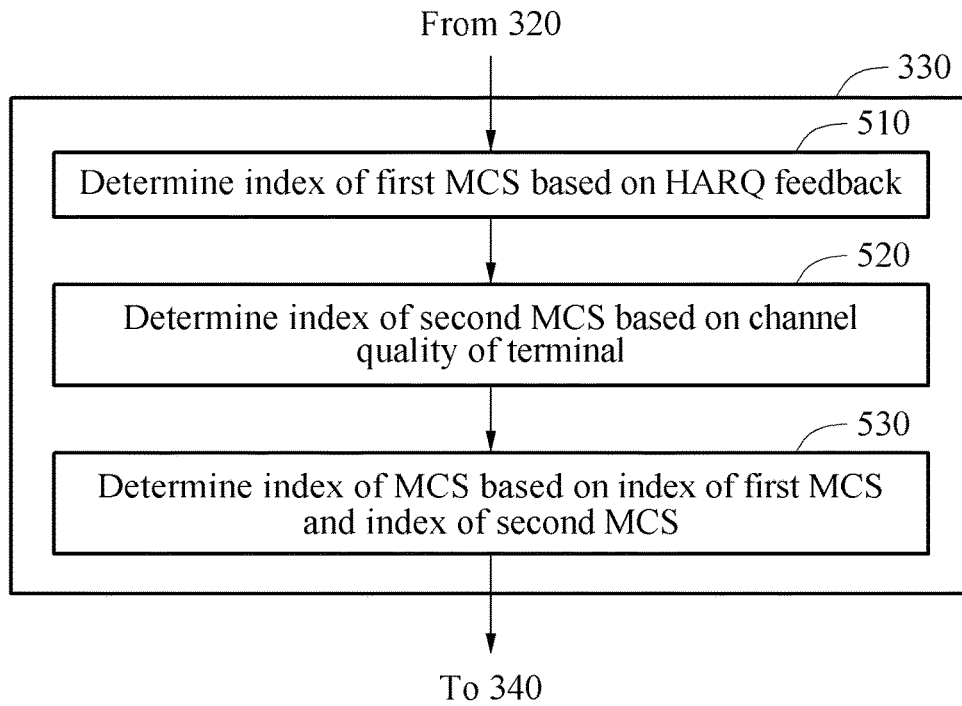 From 320
330
510
Determine index of first MCS based on HARQ feedback
520
Determine index of second MCS based on channel
quality of terminal
530
Determine index of MCS based on index of first MCS
and index of second MCS
To 340